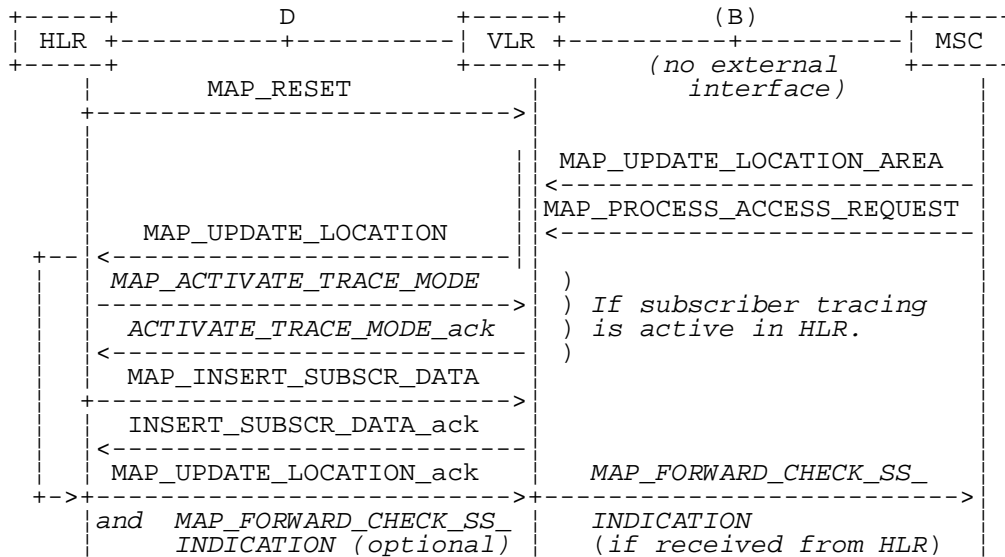 D (B)
HLR VLR MSC
(no external
MAP_RESET interface)
MAP_UPDATE_LOCATION_AREA
MAP_PROCESS_ACCESS_REQUEST
MAP_UPDATE_LOCATION
MAP_ACTIVATE_TRACE_MODE )
) If subscriber tracing
ACTIVATE_TRACE_MODE_ack ) is active in HLR.
)
MAP_INSERT_SUBSCR_DATA
INSERT_SUBSCR_DATA_ack
MAP_UPDATE_LOCATION_ack MAP_FORWARD_CHECK_SS_
and MAP_FORWARD_CHECK_SS_ INDICATION
INDICATION (optional) (if received from HLR)